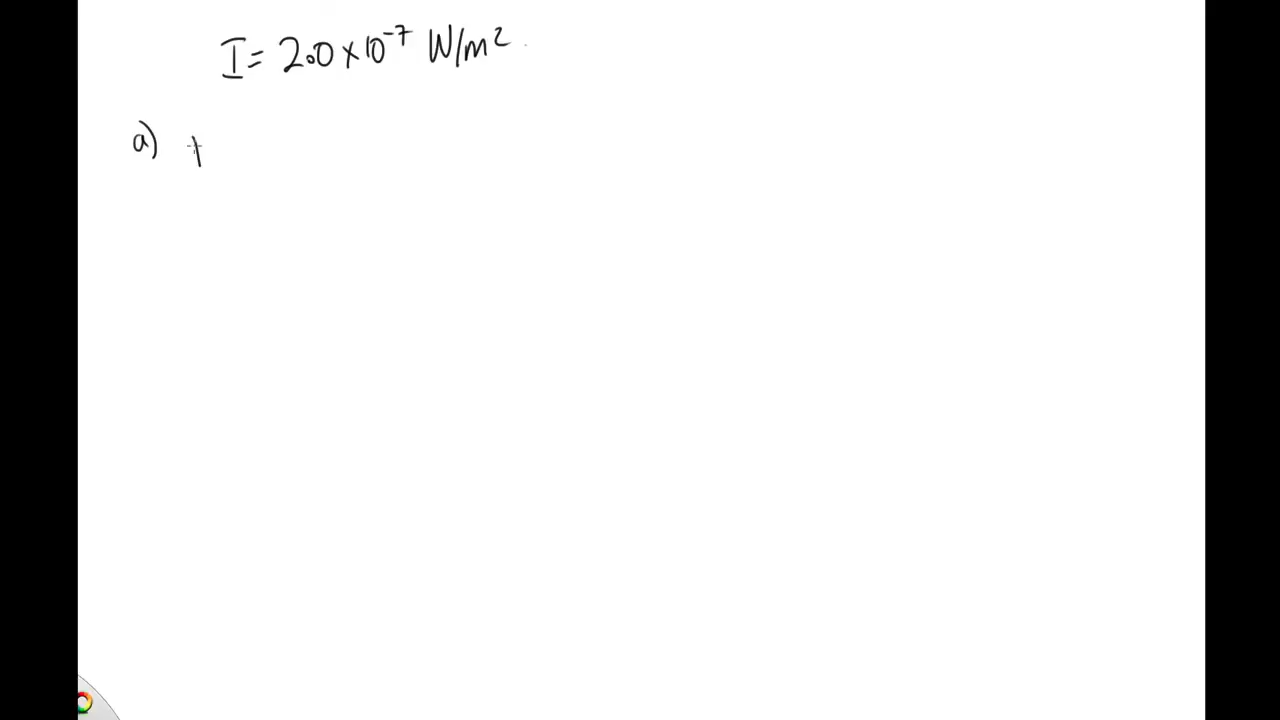 I = 2.0 × 10⁻⁷ W/m²
a)